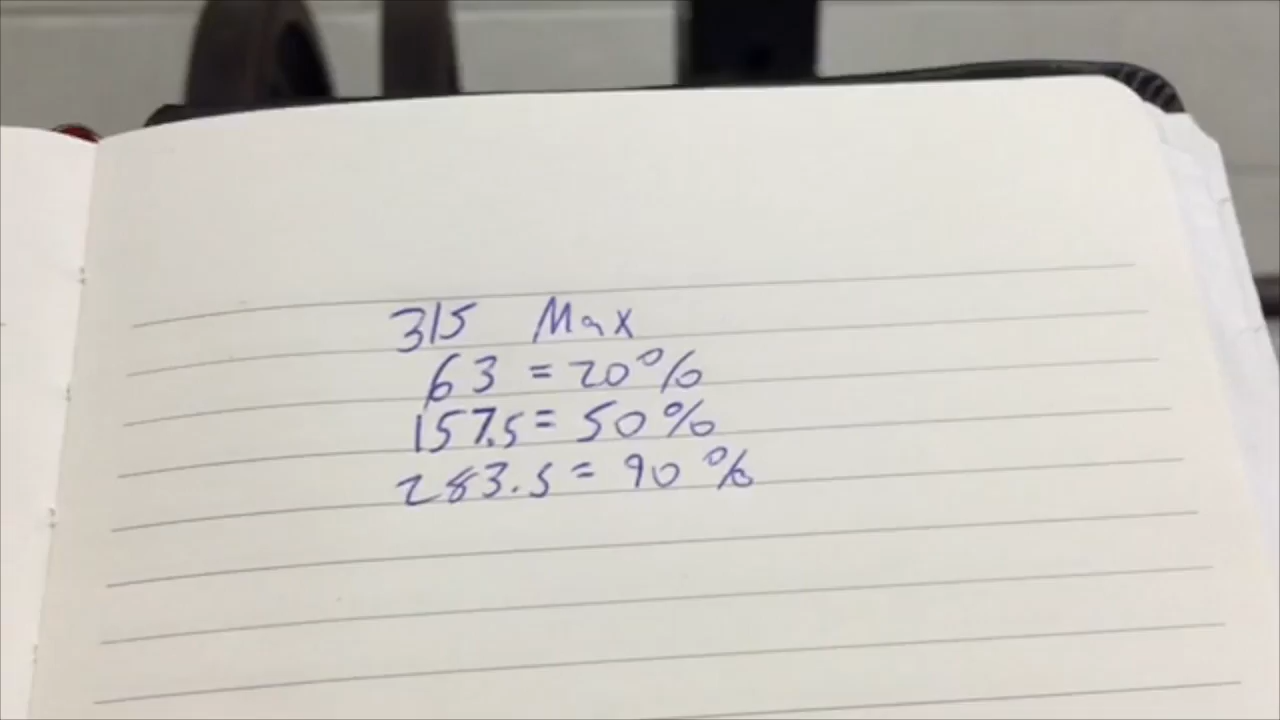 315 Max
63 = 20%
157.5 = 50%
283.5 = 90%